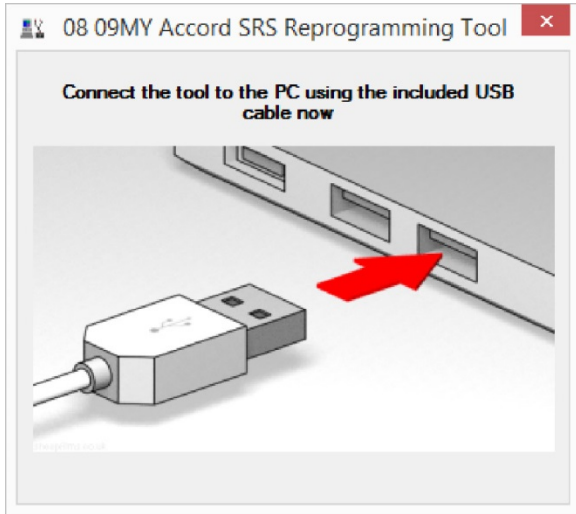 08 09MY Accord SRS Reprogramming Tool
Connect the tool to the PC using the included USB
cable now